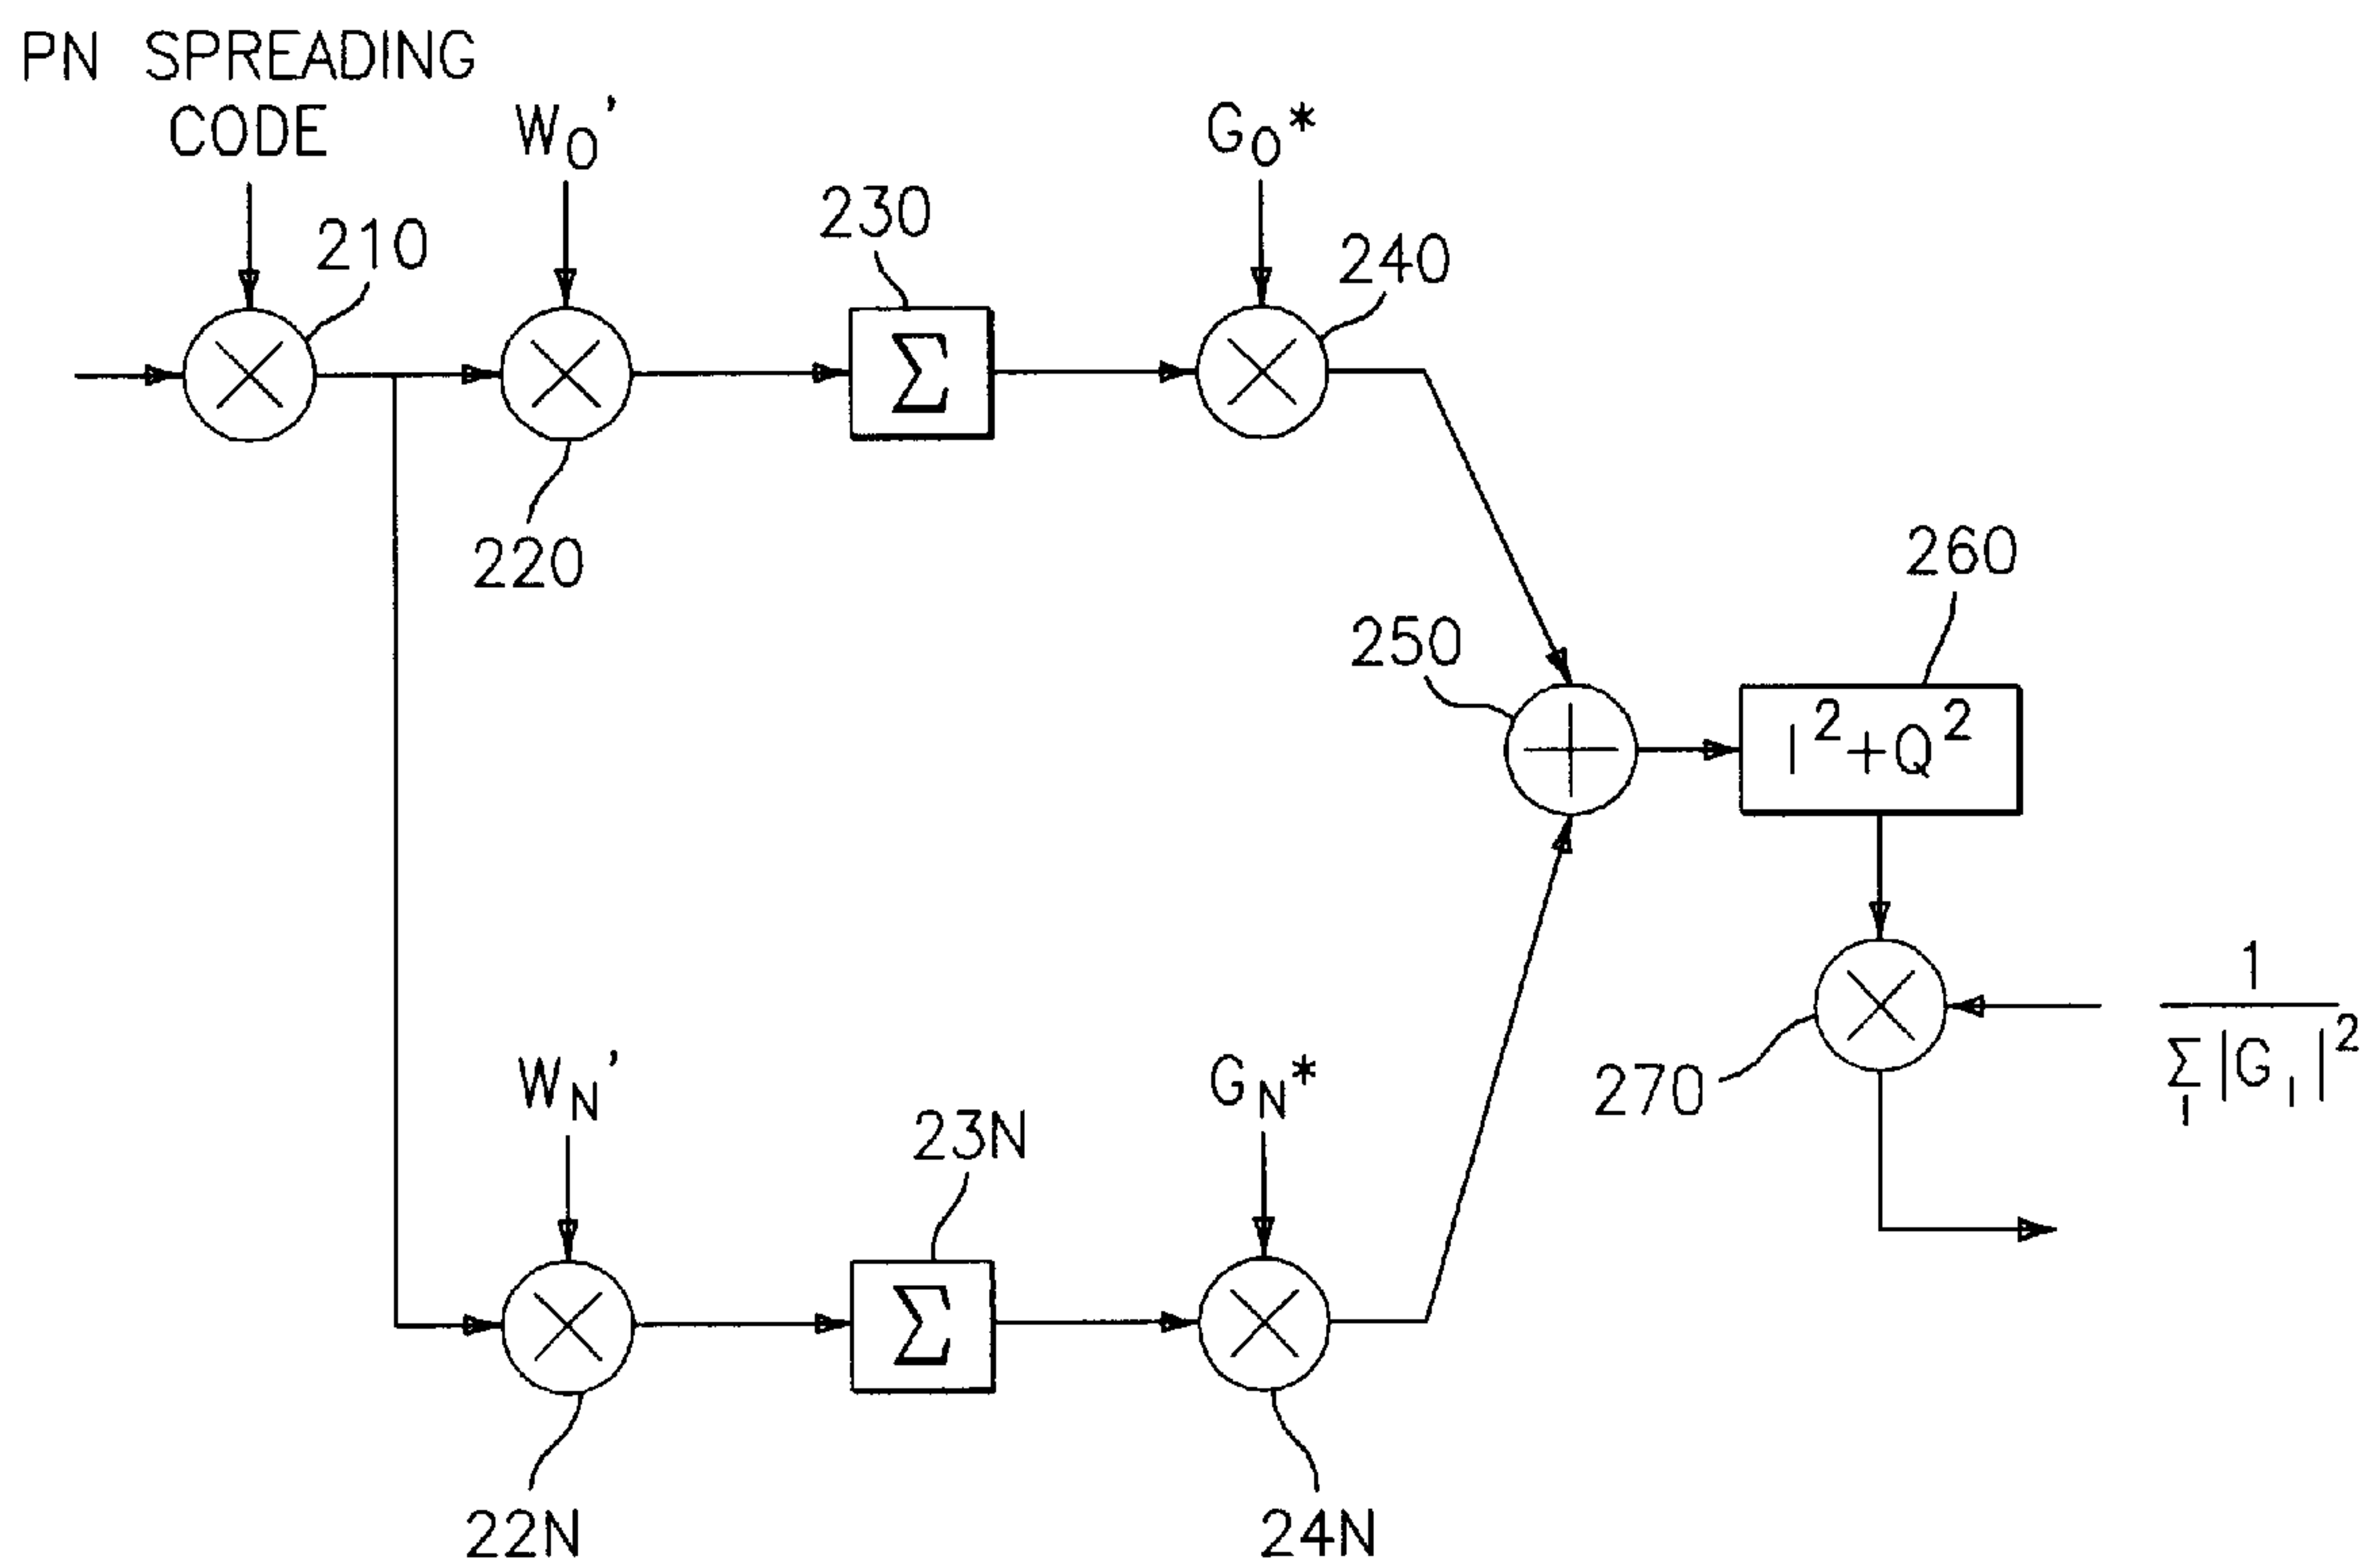 PN SPREADING
CODE
W0'
G0*
210
230
240
220
Σ
260
250
I²+Q²
1
Σ |Gi|²
i
270
WN'
GN*
23N
Σ
22N
24N